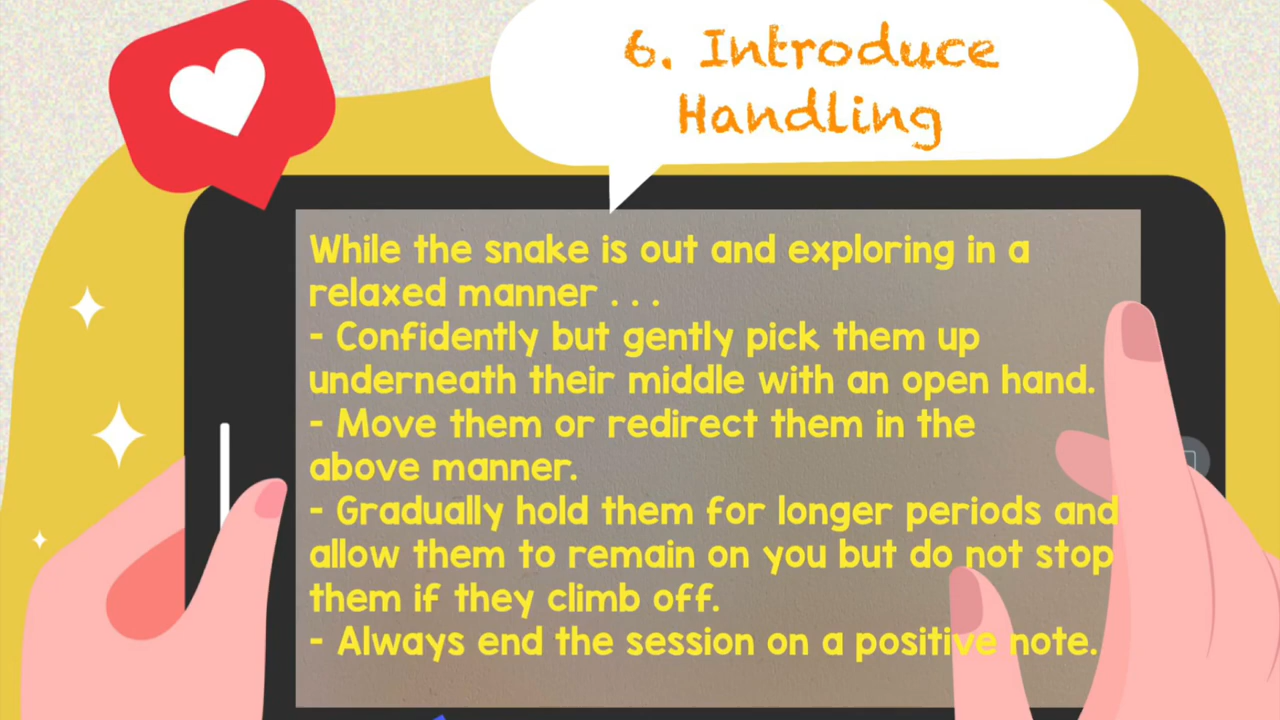 6. Introduce
Handling
While the snake is out and exploring in a
relaxed manner . . .
- Confidently but gently pick them up
underneath their middle with an open hand.
- Move them or redirect them in the
above manner.
- Gradually hold them for longer periods and
allow them to remain on you but do not stop
them if they climb off.
- Always end the session on a positive note.